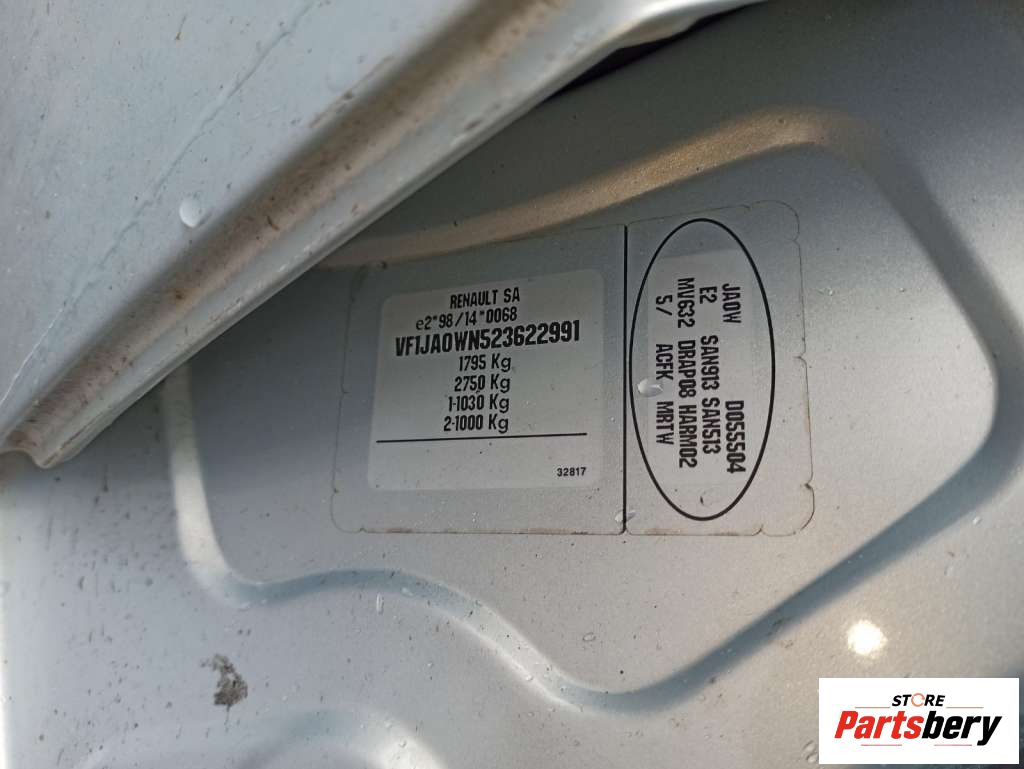 RENAULT SA
e2*98/14*0068
VF1JA0WN523622991
1795 Kg
2750 Kg
1-1030 Kg
2-1000 Kg
32817
JA0W D055504
E2 SAN913 SAN513
MV632 DRAP08 HARM02
5/ ACFK MRTW
STORE
Partsbery